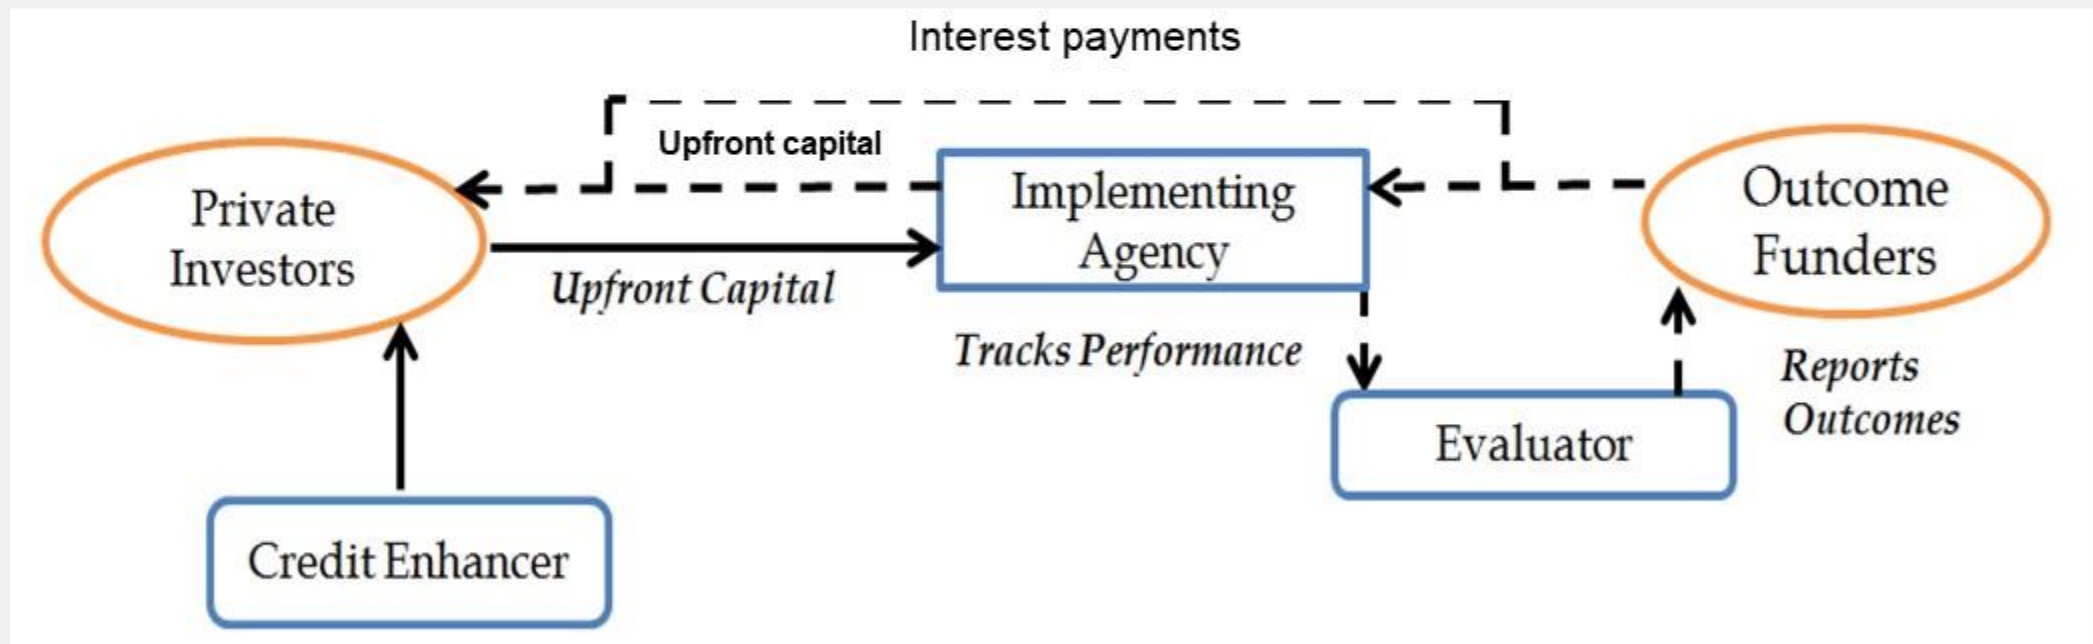 Interest payments
Upfront capital
Private
Investors
Implementing
Agency
Outcome
Funders
Upfront Capital
Tracks Performance
Reports
Outcomes
Evaluator
Credit Enhancer